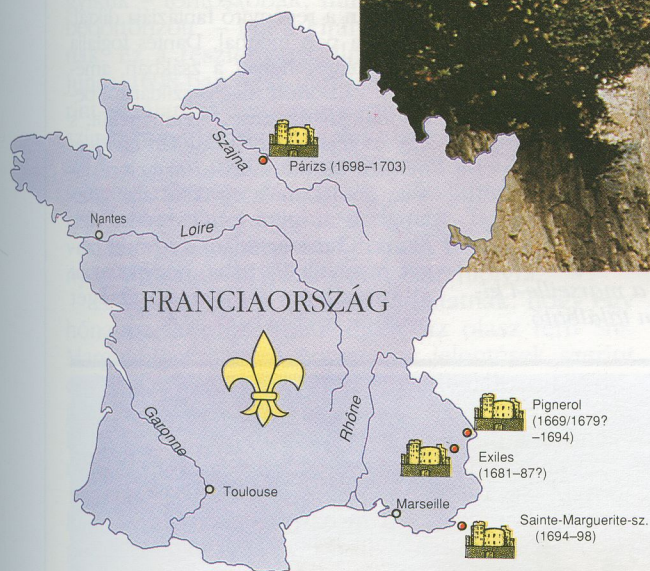 Szajna
Párizs (1698–1703)
Nantes
Loire
FRANCIAORSZÁG
Garonne
Rhône
Pignerol
(1669/1679?
–1694)
Exiles
(1681–87?)
Toulouse
Marseille
Sainte-Marguerite-sz.
(1694–98)